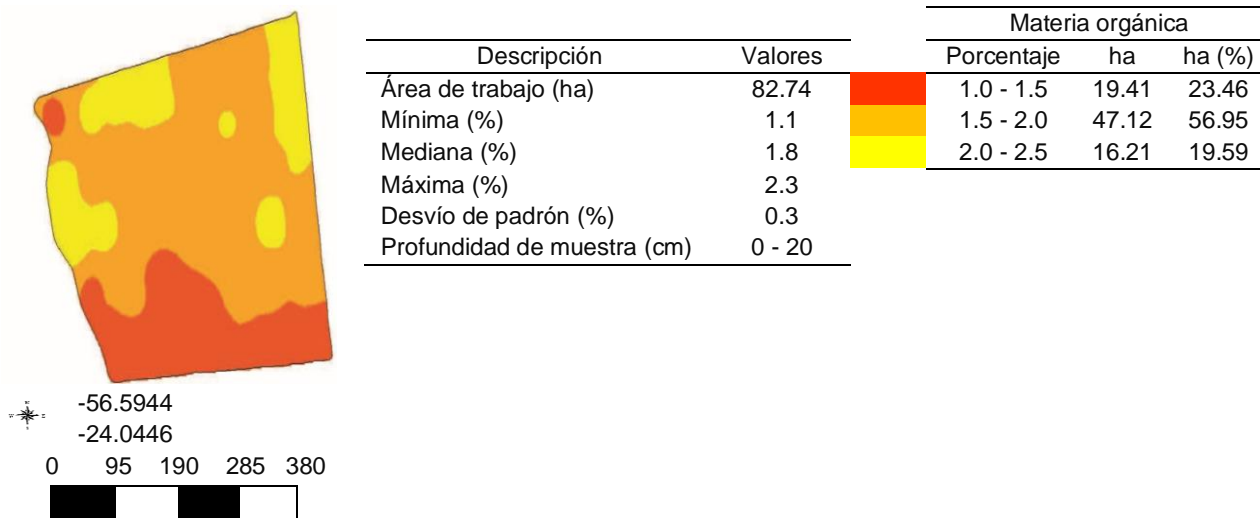 Descripción Valores
Área de trabajo (ha) 82.74
Mínima (%) 1.1
Mediana (%) 1.8
Máxima (%) 2.3
Desvío de padrón (%) 0.3
Profundidad de muestra (cm) 0 - 20
Materia orgánica
Porcentaje ha ha (%)
1.0 - 1.5 19.41 23.46
1.5 - 2.0 47.12 56.95
2.0 - 2.5 16.21 19.59
-56.5944
-24.0446
0 95 190 285 380